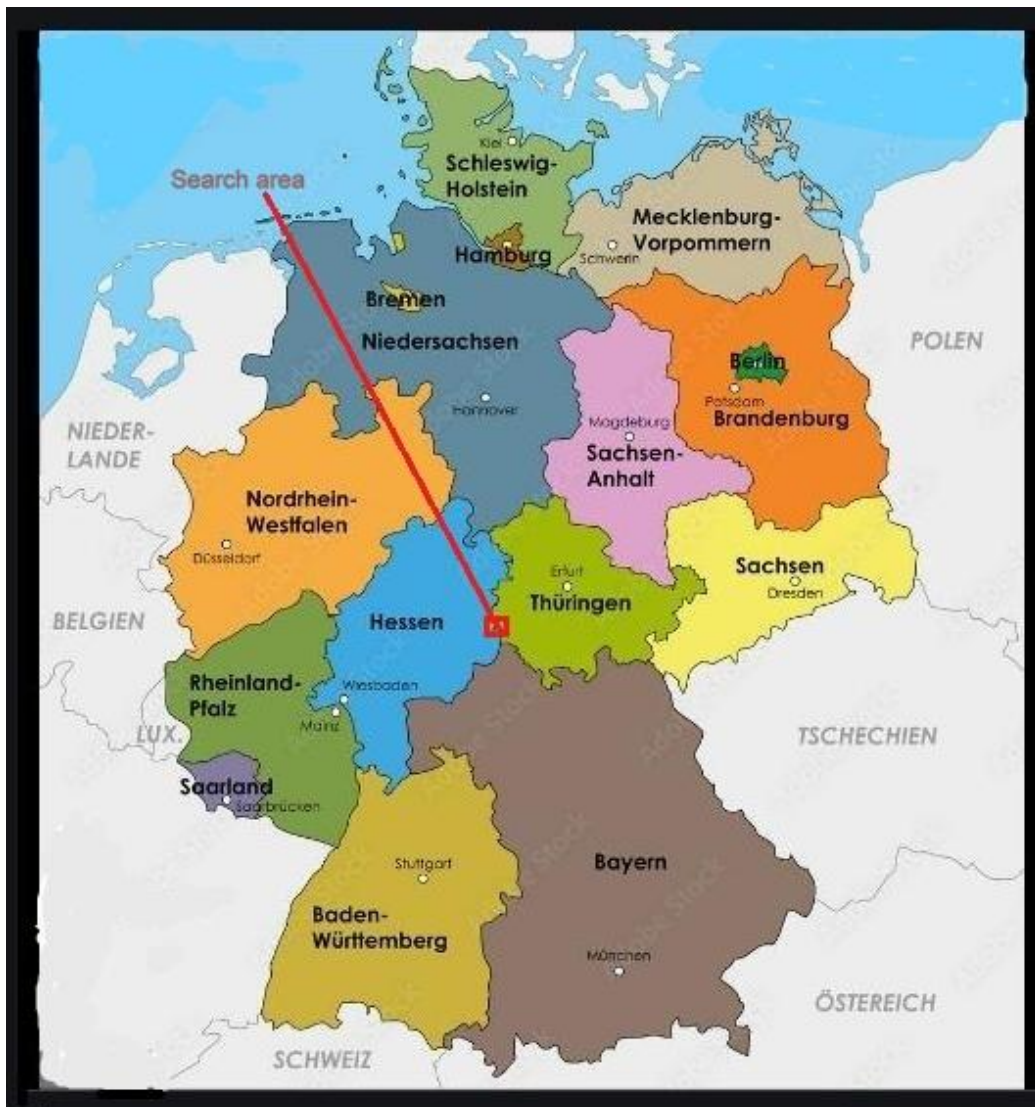 Kiel
Schleswig-
Holstein
Search area
Mecklenburg-
Vorpommern
Schwerin
Hamburg
Bremen
Niedersachsen
POLEN
Berlin
Potsdam
Brandenburg
Hannover
Magdeburg
Sachsen-
Anhalt
NIEDER-
LANDE
Nordrhein-
Westfalen
Düsseldorf
Erfurt
Thüringen
Sachsen
Dresden
BELGIEN
Hessen
Rheinland-
Pfalz
Wiesbaden
Mainz
LUX.
TSCHECHIEN
Saarland
Saarbrücken
Stuttgart
Bayern
Baden-
Württemberg
München
ÖSTEREICH
SCHWEIZ
Adobe Stock